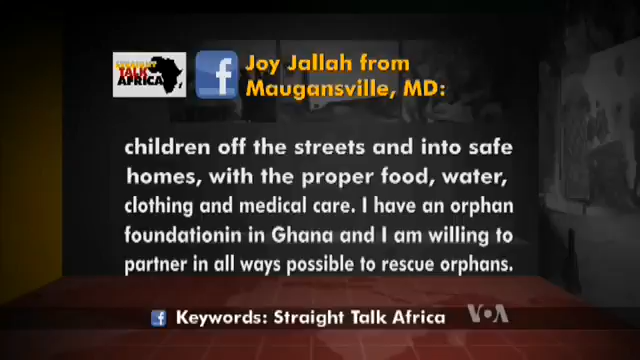 STRAIGHT
TALK
AFRICA
f
Joy Jallah from
Maugansville, MD:
children off the streets and into safe
homes, with the proper food, water,
clothing and medical care. I have an orphan
foundationin in Ghana and I am willing to
partner in all ways possible to rescue orphans.
f Keywords: Straight Talk Africa VOA